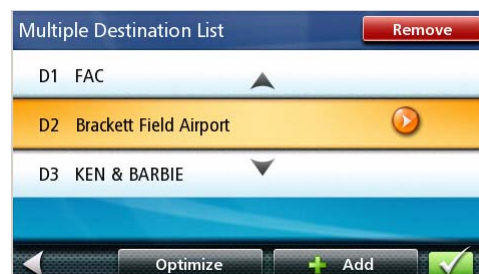 Multiple Destination List Remove
D1 FAC
D2 Brackett Field Airport
D3 KEN & BARBIE
Optimize Add